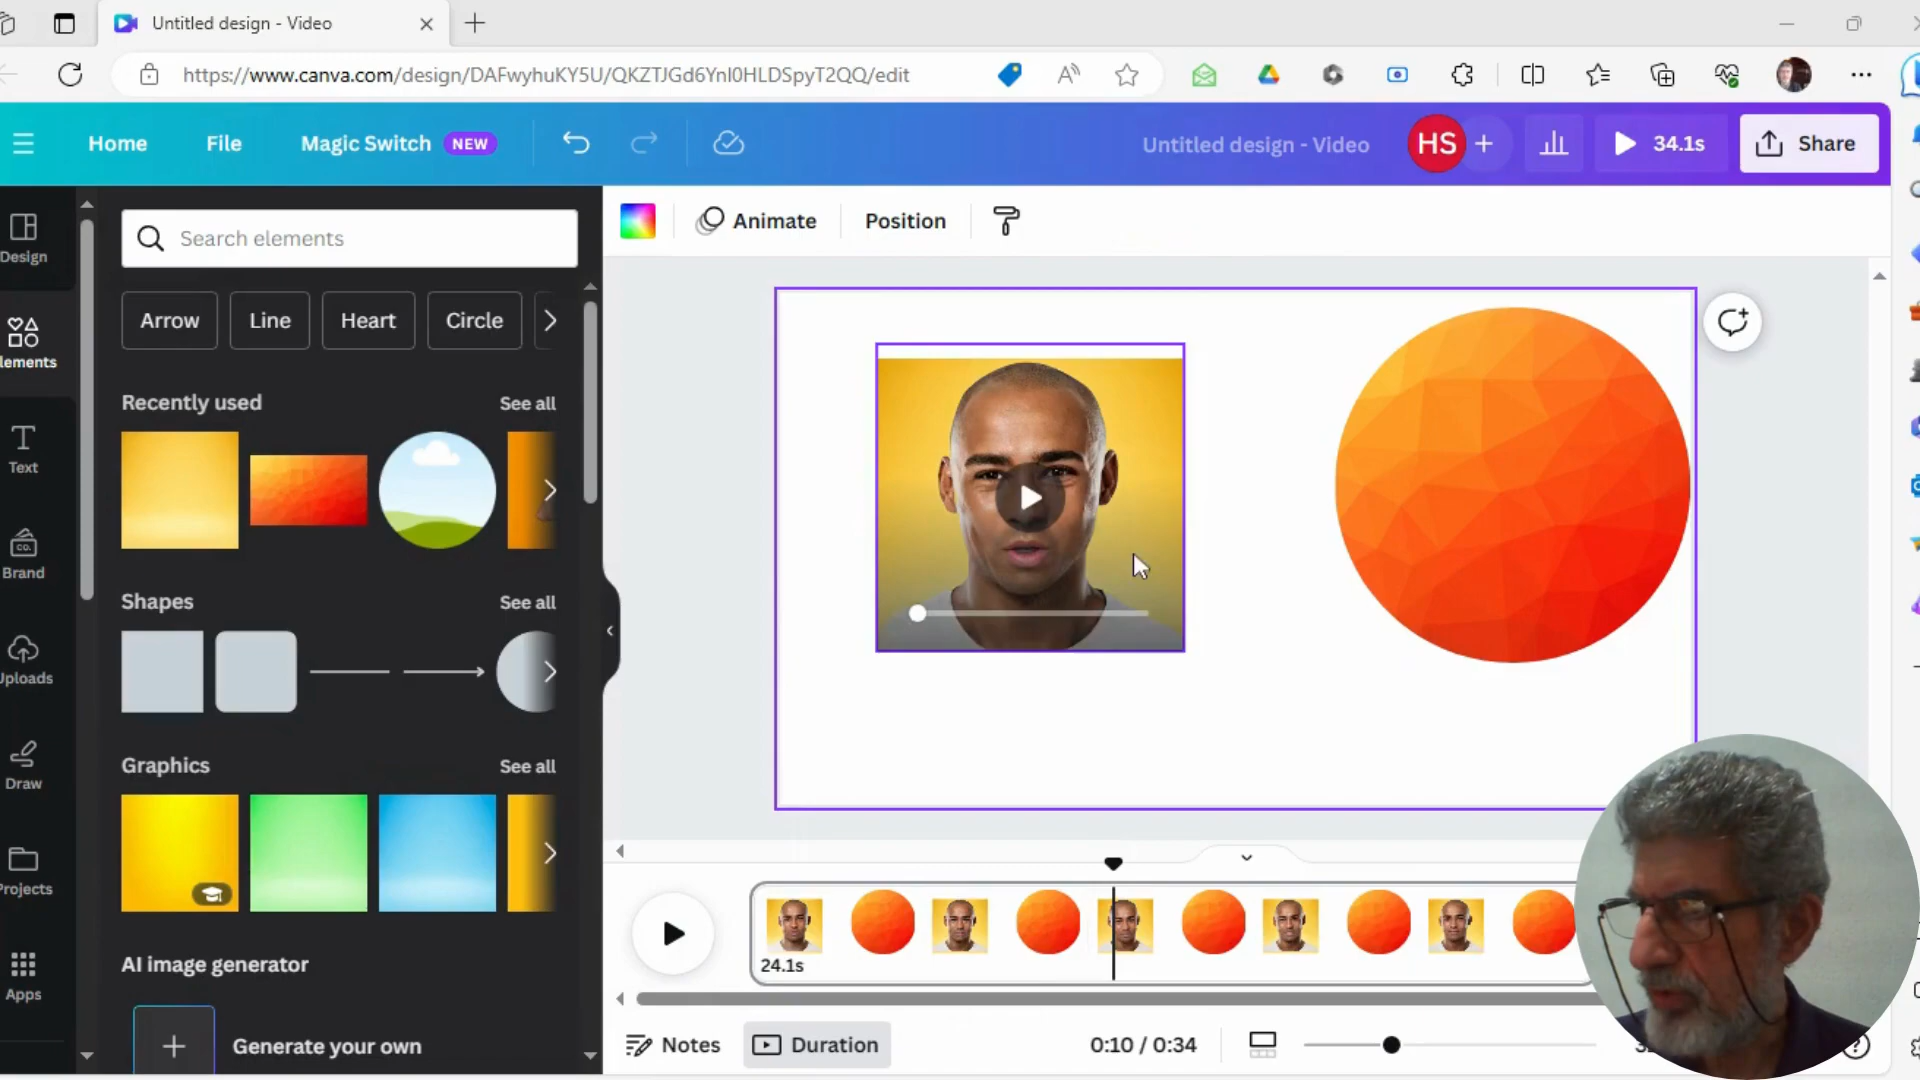 Untitled design - Video
https://www.canva.com/design/DAFwyhuKY5U/QKZTJGd6YnI0HLDSpyT2QQ/edit
Home
File
Magic Switch NEW
Untitled design - Video
HS
34.1s
Share
Design
Search elements
Animate
Position
Arrow
Line
Heart
Circle
lements
Recently used
See all
Text
Brand
CO.
Shapes
See all
Uploads
Graphics
See all
Draw
Projects
24.1s
AI image generator
Apps
Generate your own
Notes
Duration
0:10 / 0:34